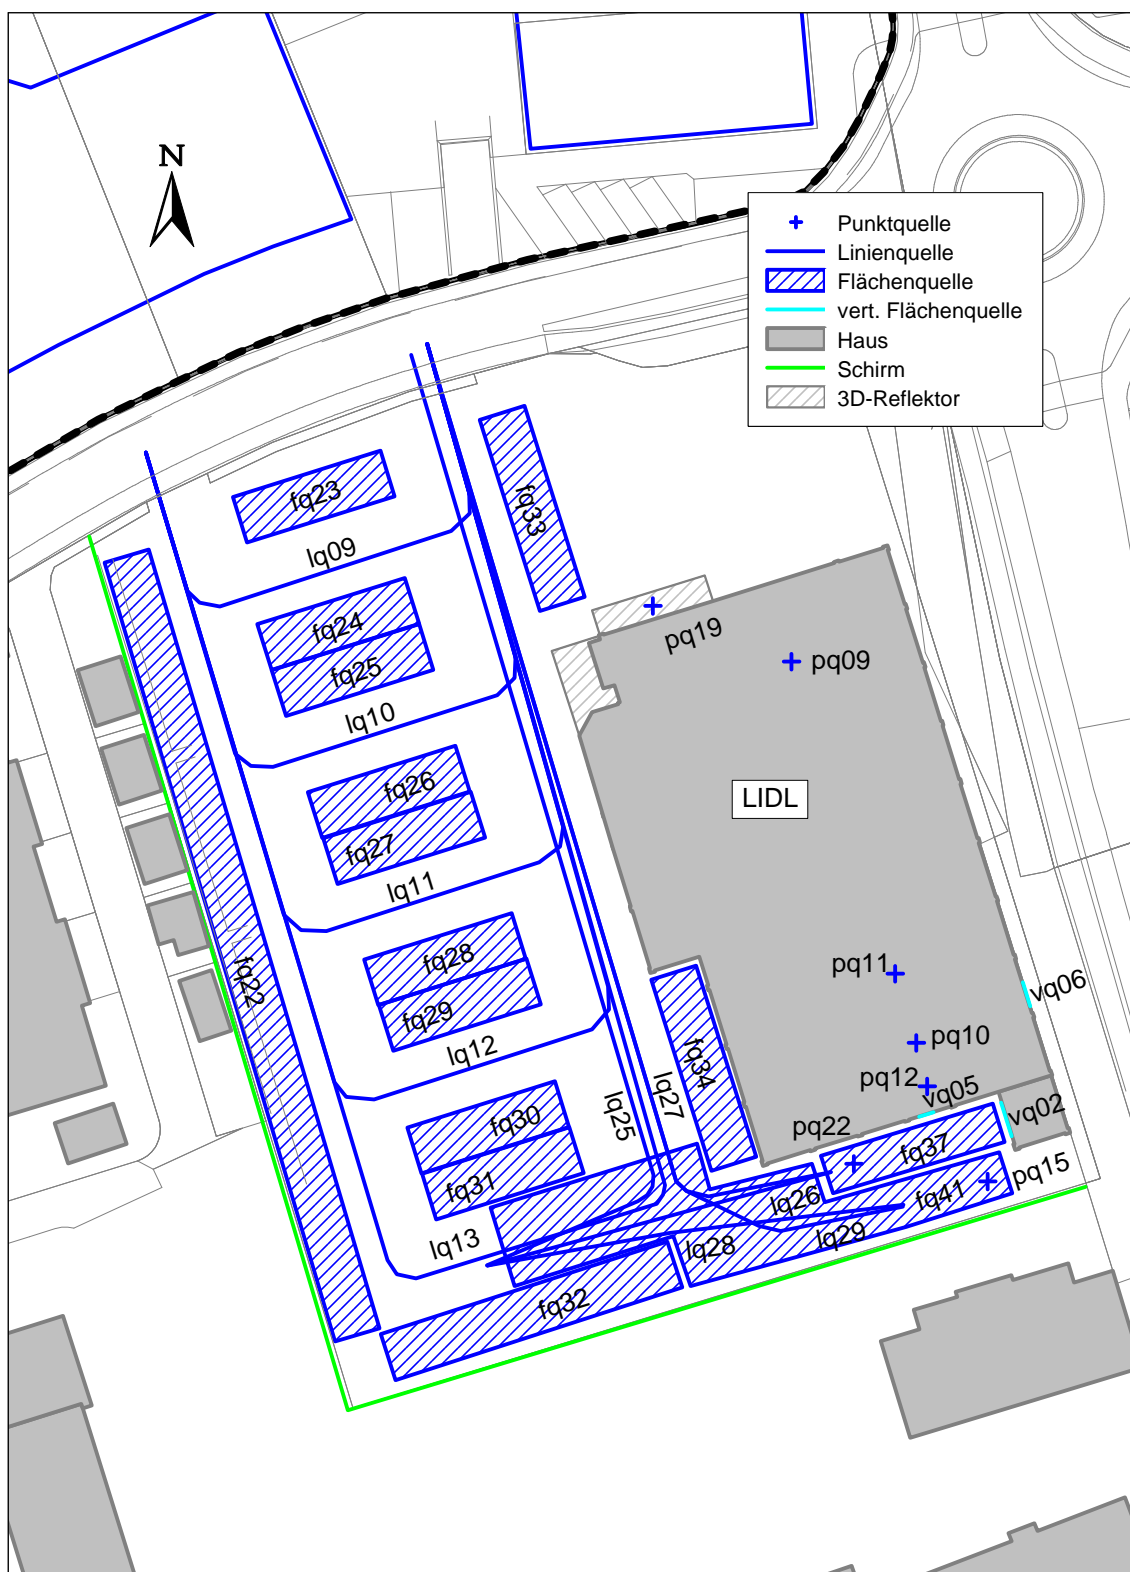 N
Punktquelle
Linienquelle
Flächenquelle
vert. Flächenquelle
Haus
Schirm
3D-Reflektor
fq23
fq33
lq09
fq24
pq19
fq25
pq09
lq10
fq26
LIDL
fq27
lq11
fq28
pq11
fq22
vq06
fq29
lq12
pq10
fq34
pq12
vq05
lq25
lq27
vq02
fq30
pq22
fq37
fq31
pq15
lq26
fq41
lq13
lq28
lq29
fq32